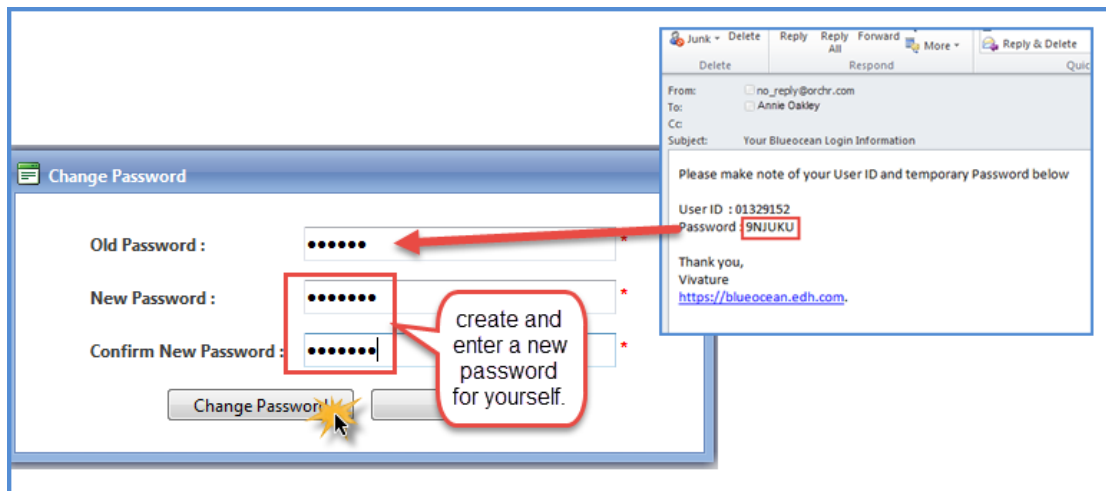 Junk Delete Reply Reply All Forward More Reply & Delete
Delete Respond Quic
From: no_reply@orchr.com
To: Annie Oakley
Cc:
Subject: Your Blueocean Login Information
Please make note of your User ID and temporary Password below
User ID : 01329152
Password : 9NJUKU
Thank you,
Vivature
https://blueocean.edh.com.
Change Password
Old Password : •••••• *
New Password : ••••••• *
Confirm New Password : ••••••• *
create and
enter a new
password
for yourself.
Change Password